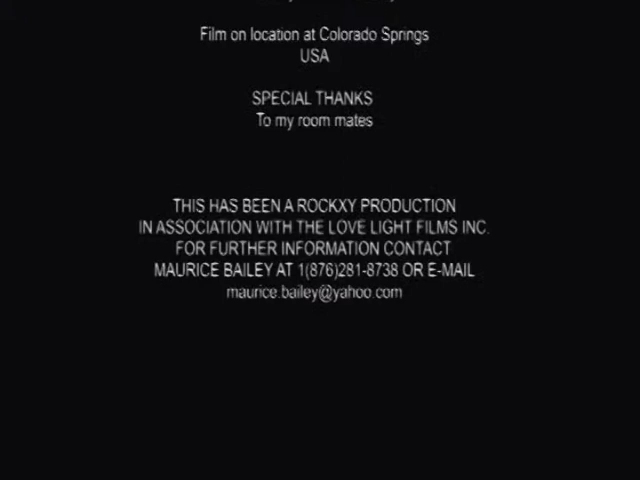 Film on location at Colorado Springs
USA
SPECIAL THANKS
To my room mates
THIS HAS BEEN A ROCKXY PRODUCTION
IN ASSOCIATION WITH THE LOVE LIGHT FILMS INC.
FOR FURTHER INFORMATION CONTACT
MAURICE BAILEY AT 1(876)281-8738 OR E-MAIL
maurice.bailey@yahoo.com